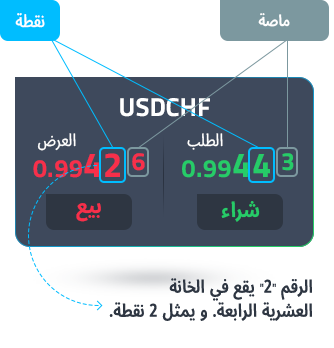 ماصة
نقطة
USDCHF
الطلب
العرض
0.99443
0.99426
شراء
بيع
الرقم "2" يقع في الخانة
العشرية الرابعة. و يمثل 2 نقطة.